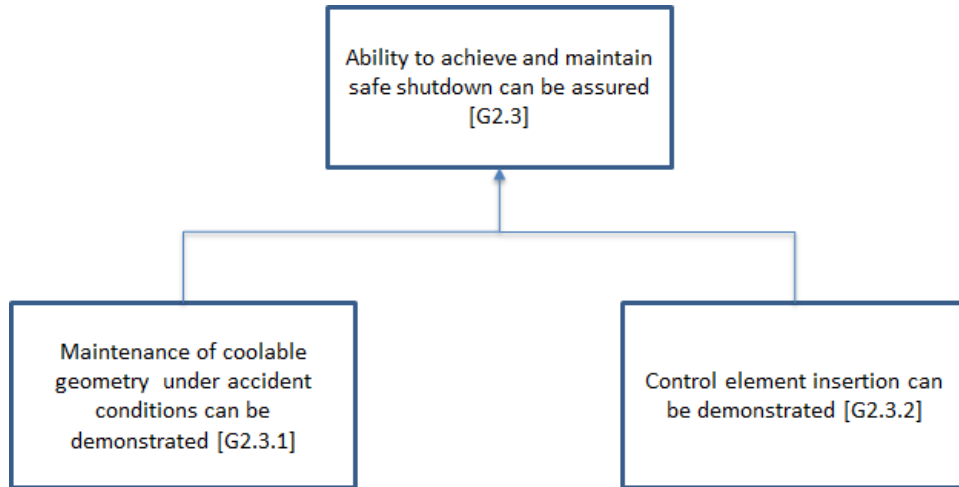 Ability to achieve and maintain
safe shutdown can be assured
[G2.3]
Maintenance of coolable
geometry under accident
conditions can be
demonstrated [G2.3.1]
Control element insertion can
be demonstrated [G2.3.2]